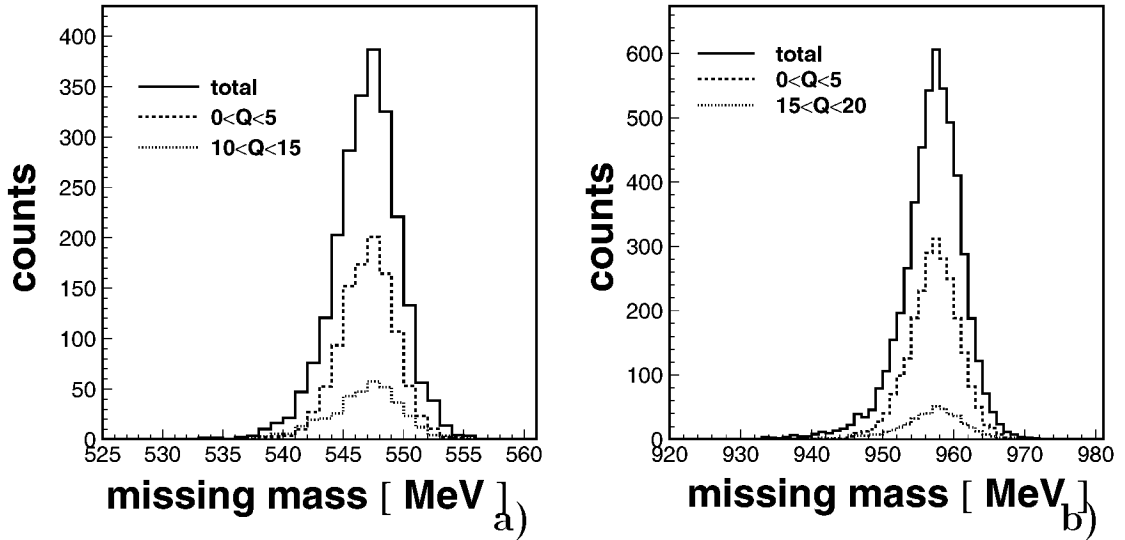 counts
400
350
300
250
200
150
100
50
0
total
0<Q<5
10<Q<15
525 530 535 540 545 550 555 560
missing mass [ MeV ]
a)
counts
600
500
400
300
200
100
0
total
0<Q<5
15<Q<20
920 930 940 950 960 970 980
missing mass [ MeV ]
b)